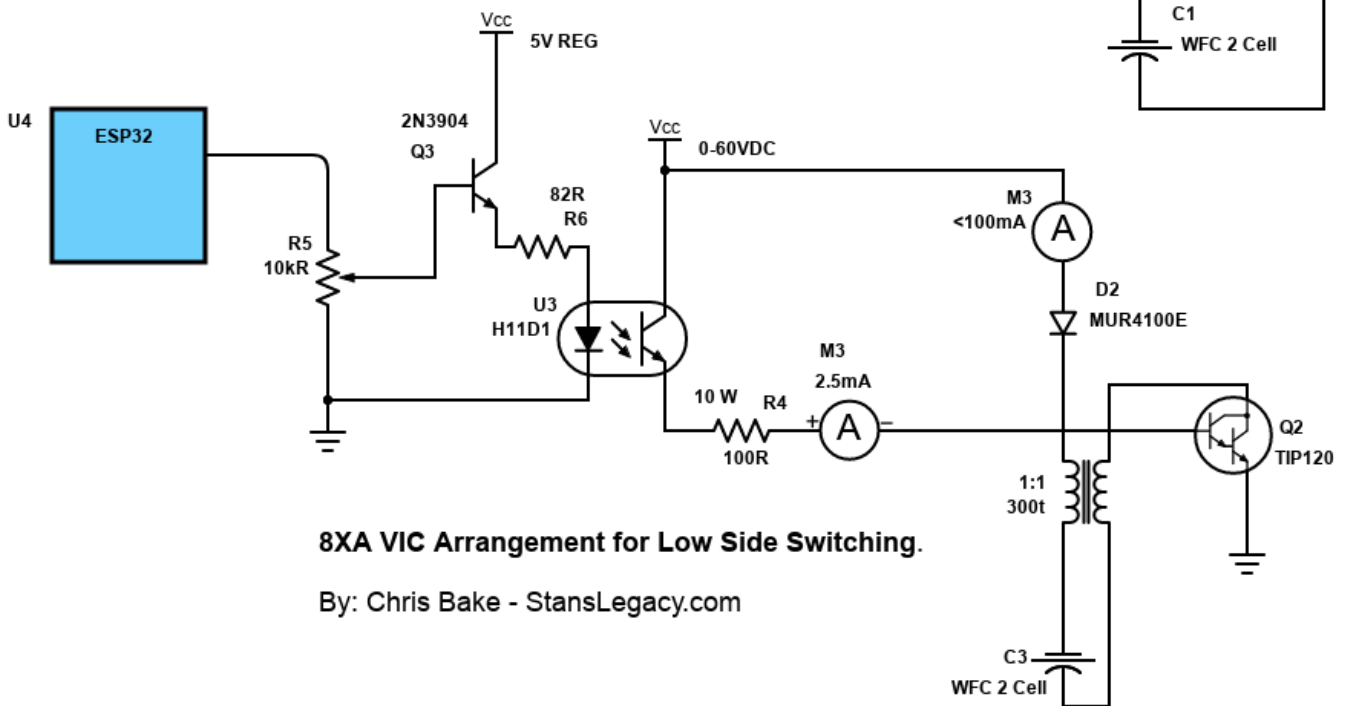 C1
WFC 2 Cell
Vcc
5V REG
U4
ESP32
2N3904
Q3
Vcc
0-60VDC
82R
R6
M3
<100mA
A
R5
10kR
U3
H11D1
D2
MUR4100E
M3
2.5mA
10 W
R4
+
A
−
100R
Q2
TIP120
1:1
300t
8XA VIC Arrangement for Low Side Switching.
By: Chris Bake - StansLegacy.com
C3
WFC 2 Cell